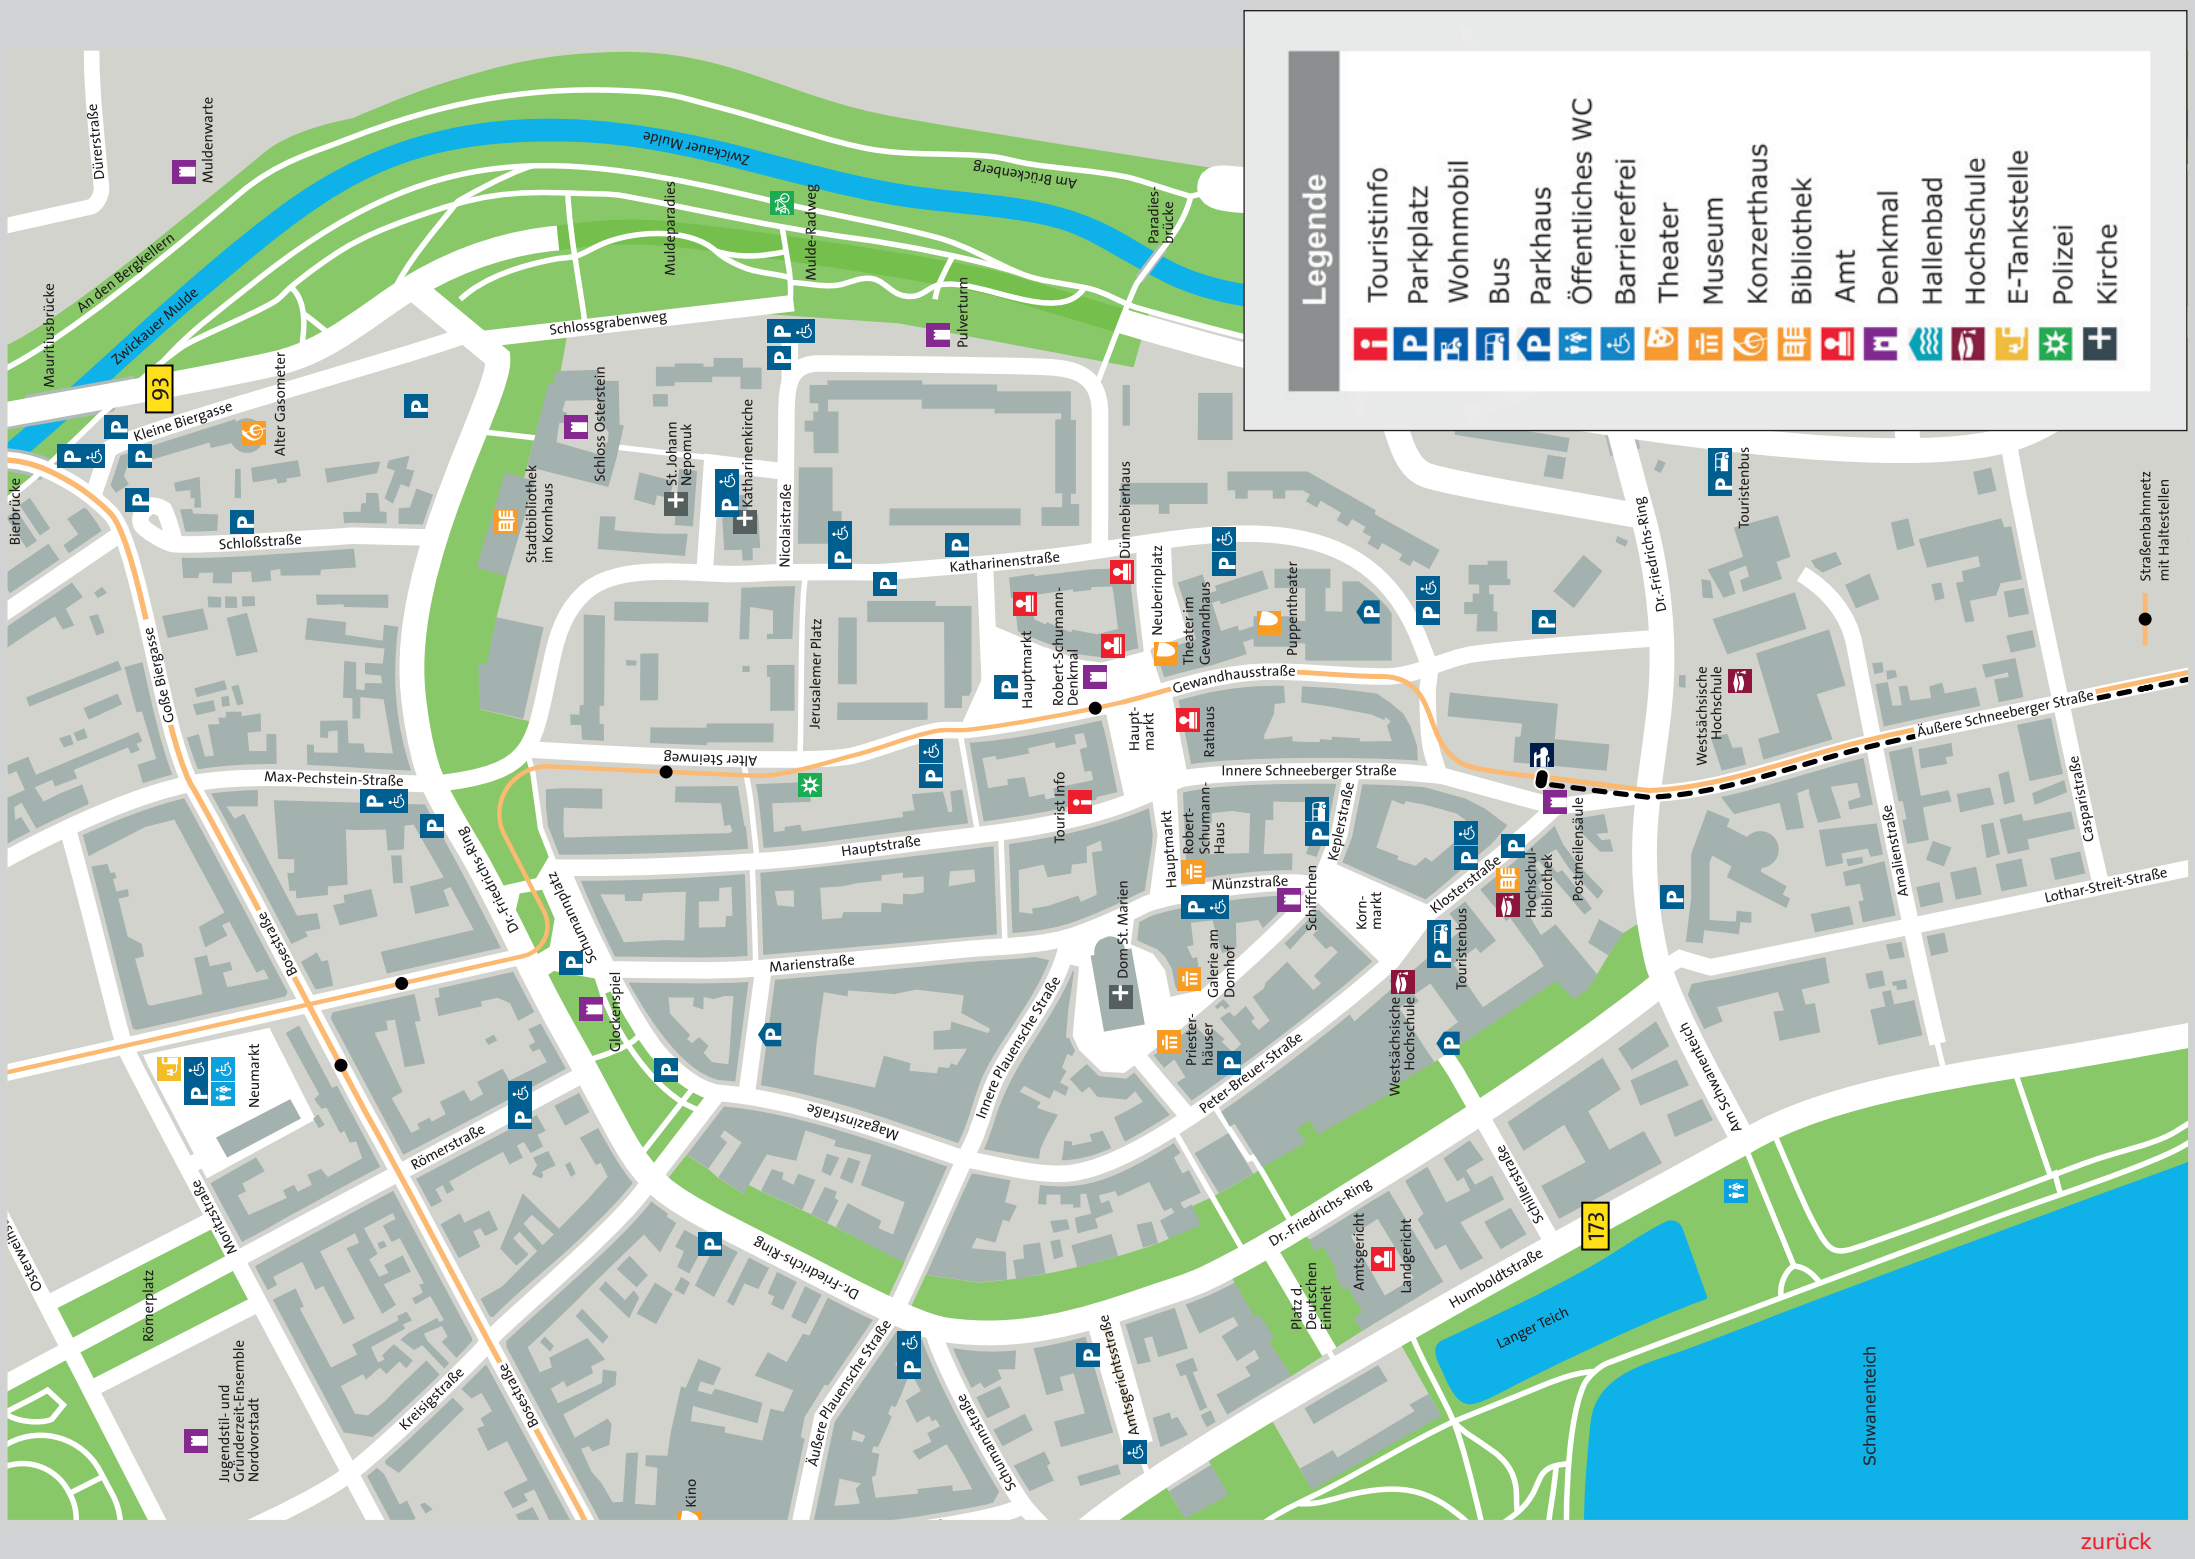 Legende
Touristinfo
Parkplatz
Wohnmobil
Bus
Parkhaus
Öffentliches WC
Barrierefrei
Theater
Museum
Konzerthaus
Bibliothek
Amt
Denkmal
Hallenbad
Hochschule
E-Tankstelle
Polizei
Kirche
Dürerstraße
Muldenwarte
An den Bergkellern
Mauritiusbrücke
Zwickauer Mulde
Zwickauer Mulde
Am Brückenberg
Paradies-
brücke
Muldeparadies
Mulde-Radweg
Pulverturm
Schlossgrabenweg
93
Kleine Biergasse
Alter Gasometer
Bierbrücke
Schloßstraße
Schloss Osterstein
Stadtbibliothek
im Kornhaus
St. Johann
Nepomuk
Katharinenkirche
Nicolaistraße
Katharinenstraße
Dünnebierhaus
Neuberinplatz
Theater im
Gewandhaus
Puppentheater
Dr.-Friedrichs-Ring
Touristenbus
Straßenbahnnetz
mit Haltestellen
Goße Biergasse
Max-Pechstein-Straße
Jerusalemer Platz
Alter Steinweg
Hauptmarkt
Robert-Schumann-
Denkmal
Haupt-
markt
Rathaus
Gewandhausstraße
Innere Schneeberger Straße
Westsächsische
Hochschule
Äußere Schneeberger Straße
Casparistraße
Amalienstraße
Lothar-Streit-Straße
Tourist Info
Hauptstraße
Hauptmarkt
Robert-
Schumann-
Haus
Münzstraße
Keplerstraße
Schiffchen
Korn-
markt
Klosterstraße
Hochschul-
bibliothek
Postmeilensäule
Touristenbus
Dr.-Friedrichs-Ring
Schumannplatz
Bosestraße
Glockenspiel
Marienstraße
Dom St. Marien
Galerie am
Domhof
Priester-
häuser
Peter-Breuer-Straße
Westsächsische
Hochschule
Innere Plauensche Straße
Magazinstraße
Neumarkt
Römerstraße
Moritzstraße
Römerplatz
Jugendstil- und
Gründerzeit-Ensemble
Nordvorstadt
Kreisigstraße
Bosestraße
Kino
Dr.-Friedrichs-Ring
Äußere Plauensche Straße
Schumannstraße
Amtsgerichtsstraße
Dr.-Friedrichs-Ring
Platz d.
Deutschen
Einheit
Amtsgericht
Landgericht
Schillerstraße
Humboldtstraße
173
Am Schwanenteich
Langer Teich
Schwanenteich
zurück